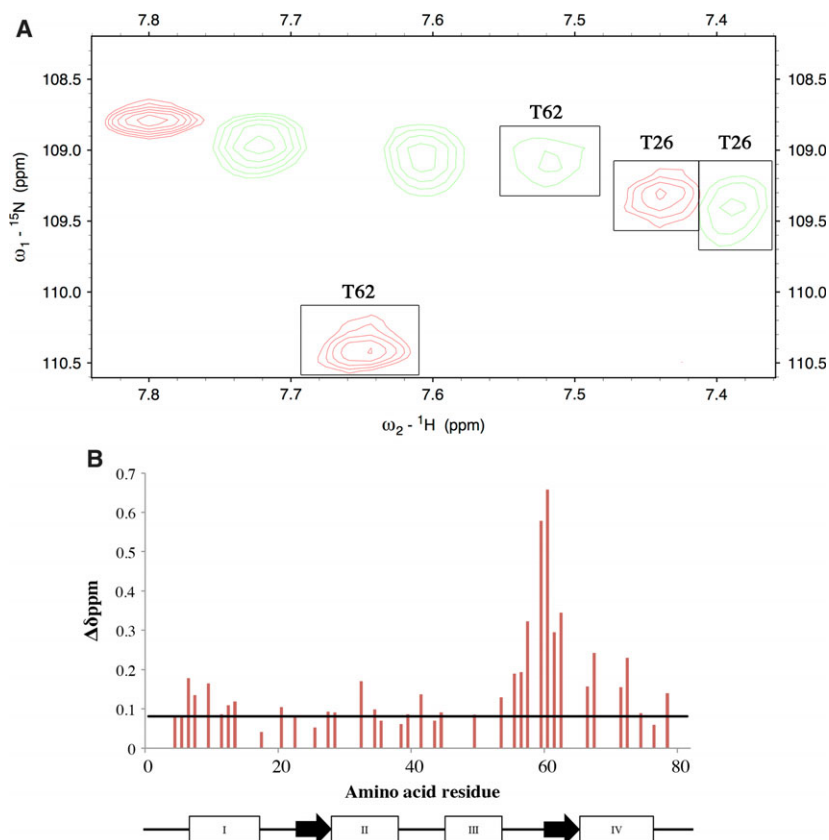 A
7.8 7.7 7.6 7.5 7.4
108.5 108.5
T62 T26 T26
109.0 109.0
109.5 109.5
110.0 110.0
T62
110.5 110.5
7.8 7.7 7.6 7.5 7.4
ω₁ - ¹⁵N (ppm)
ω₂ - ¹H (ppm)
B
0.7
0.6
0.5
0.4
0.3
0.2
0.1
0
Δδppm
0 20 40 60 80
Amino acid residue
I II III IV